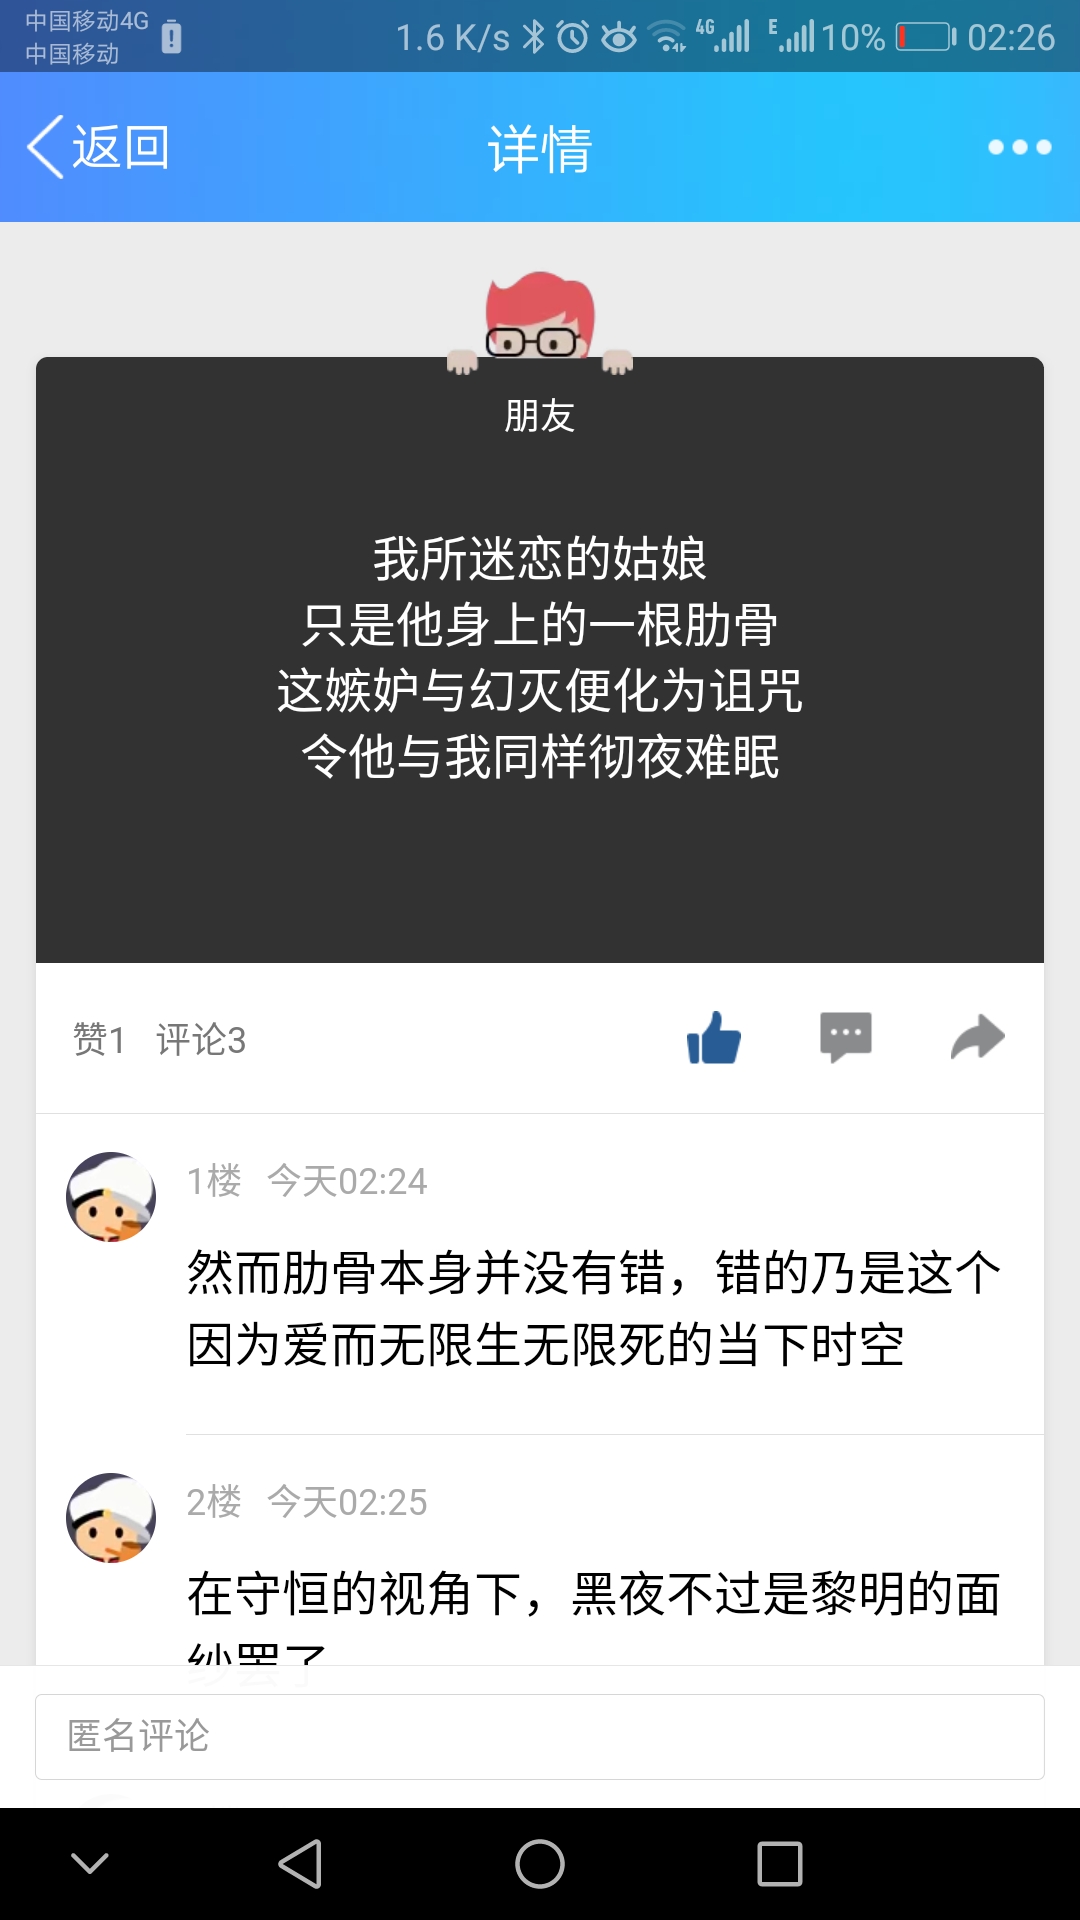 中国移动4G
中国移动
1.6 K/s 4G E 10% 02:26
返回 详情
朋友
我所迷恋的姑娘
只是他身上的一根肋骨
这嫉妒与幻灭便化为诅咒
令他与我同样彻夜难眠
赞1 评论3
1楼 今天02:24
然而肋骨本身并没有错，错的乃是这个
因为爱而无限生无限死的当下时空
2楼 今天02:25
在守恒的视角下，黑夜不过是黎明的面
纱罢了
匿名评论